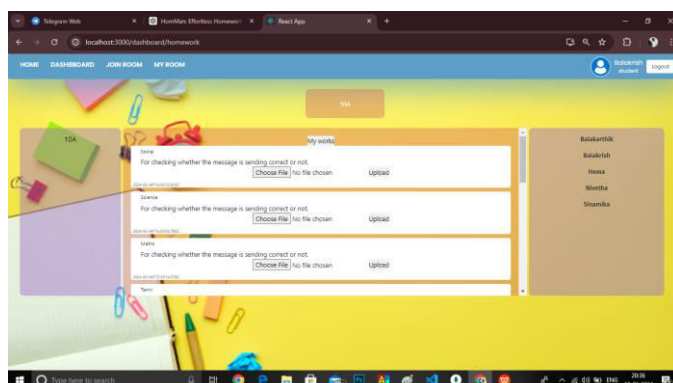 Telegram Web
HomMan: Effortless Homewor
React App
localhost:3000/dashboard/homework
HOME DASHBOARD JOIN ROOM MY ROOM
Balakrish
student
Logout
10A
10A
My works
Social
For checking whether the message is sending correct or not.
Choose File No file chosen Upload
Science
For checking whether the message is sending correct or not.
Choose File No file chosen Upload
Maths
For checking whether the message is sending correct or not.
Choose File No file chosen Upload
Tamil
Balakarthik
Balakrish
Hema
Nivetha
Sinamika
Type here to search
ENG
20:36